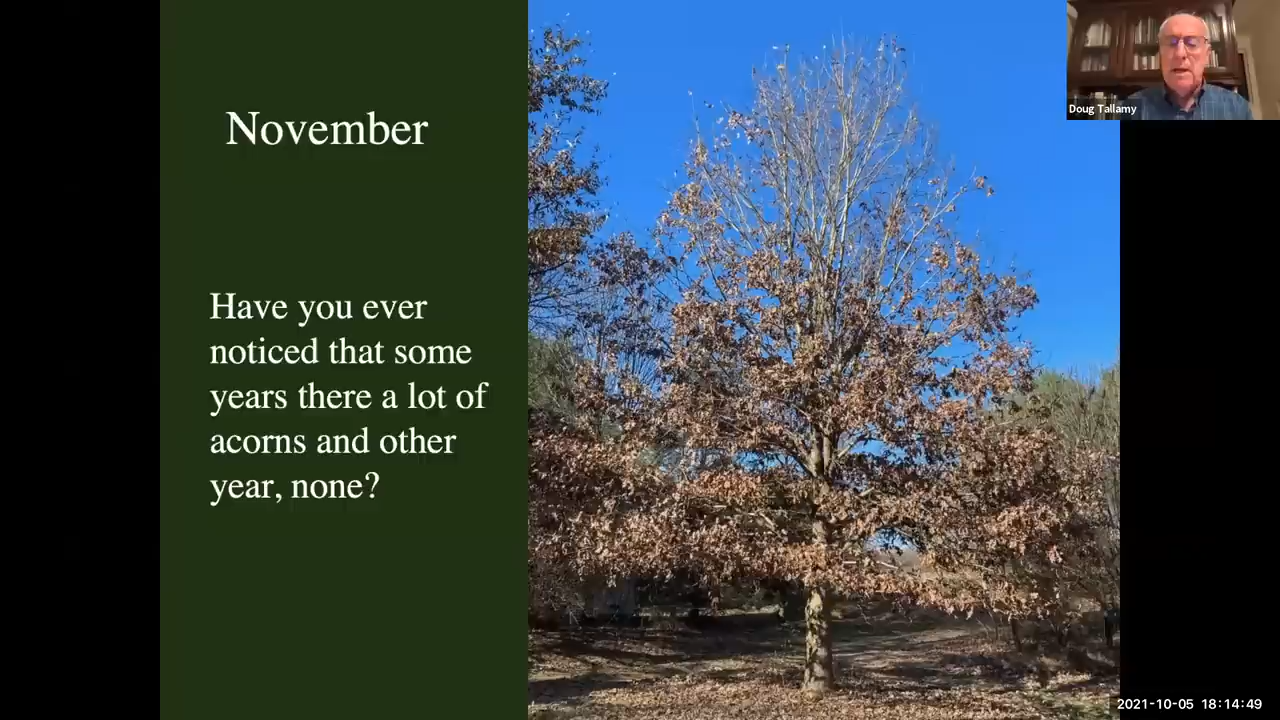 November
Have you ever
noticed that some
years there a lot of
acorns and other
year, none?
Doug Tallamy
2021-10-05 18:14:49